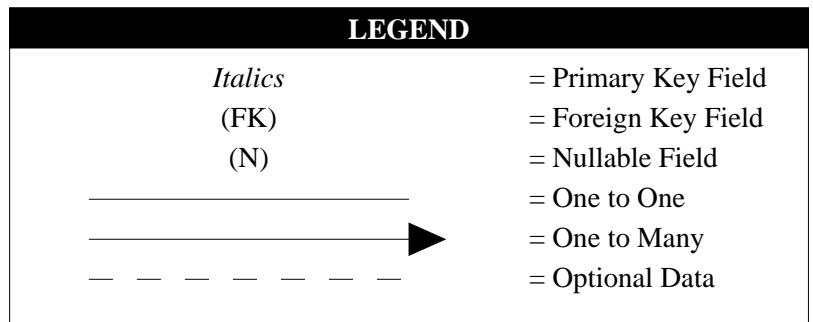 LEGEND
Italics = Primary Key Field
(FK) = Foreign Key Field
(N) = Nullable Field
= One to One
= One to Many
= Optional Data